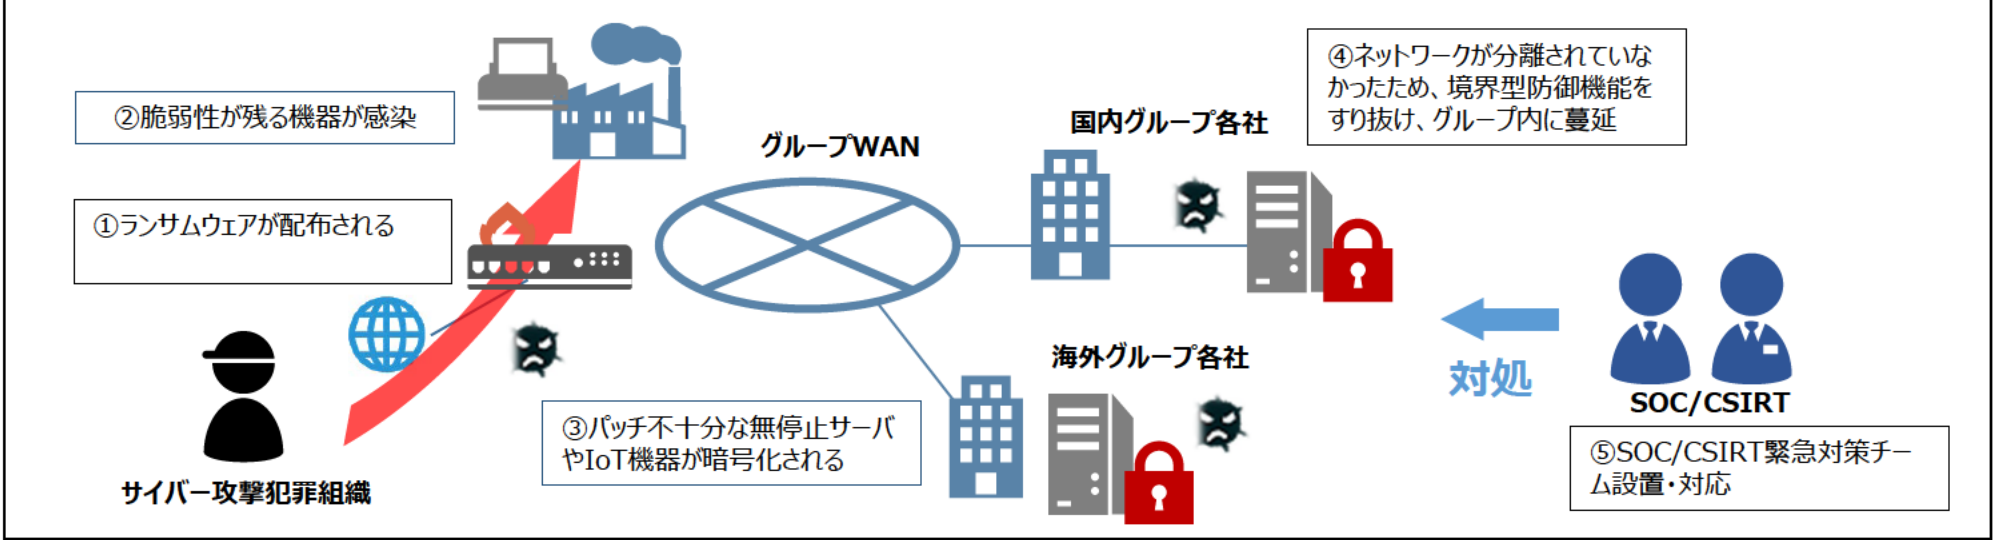 ②脆弱性が残る機器が感染
①ランサムウェアが配布される
サイバー攻撃犯罪組織
グループWAN
③パッチ不十分な無停止サーバ
やIoT機器が暗号化される
国内グループ各社
海外グループ各社
④ネットワークが分離されていな
かったため、境界型防御機能を
すり抜け、グループ内に蔓延
対処
SOC/CSIRT
⑤SOC/CSIRT緊急対策チー
ム設置・対応